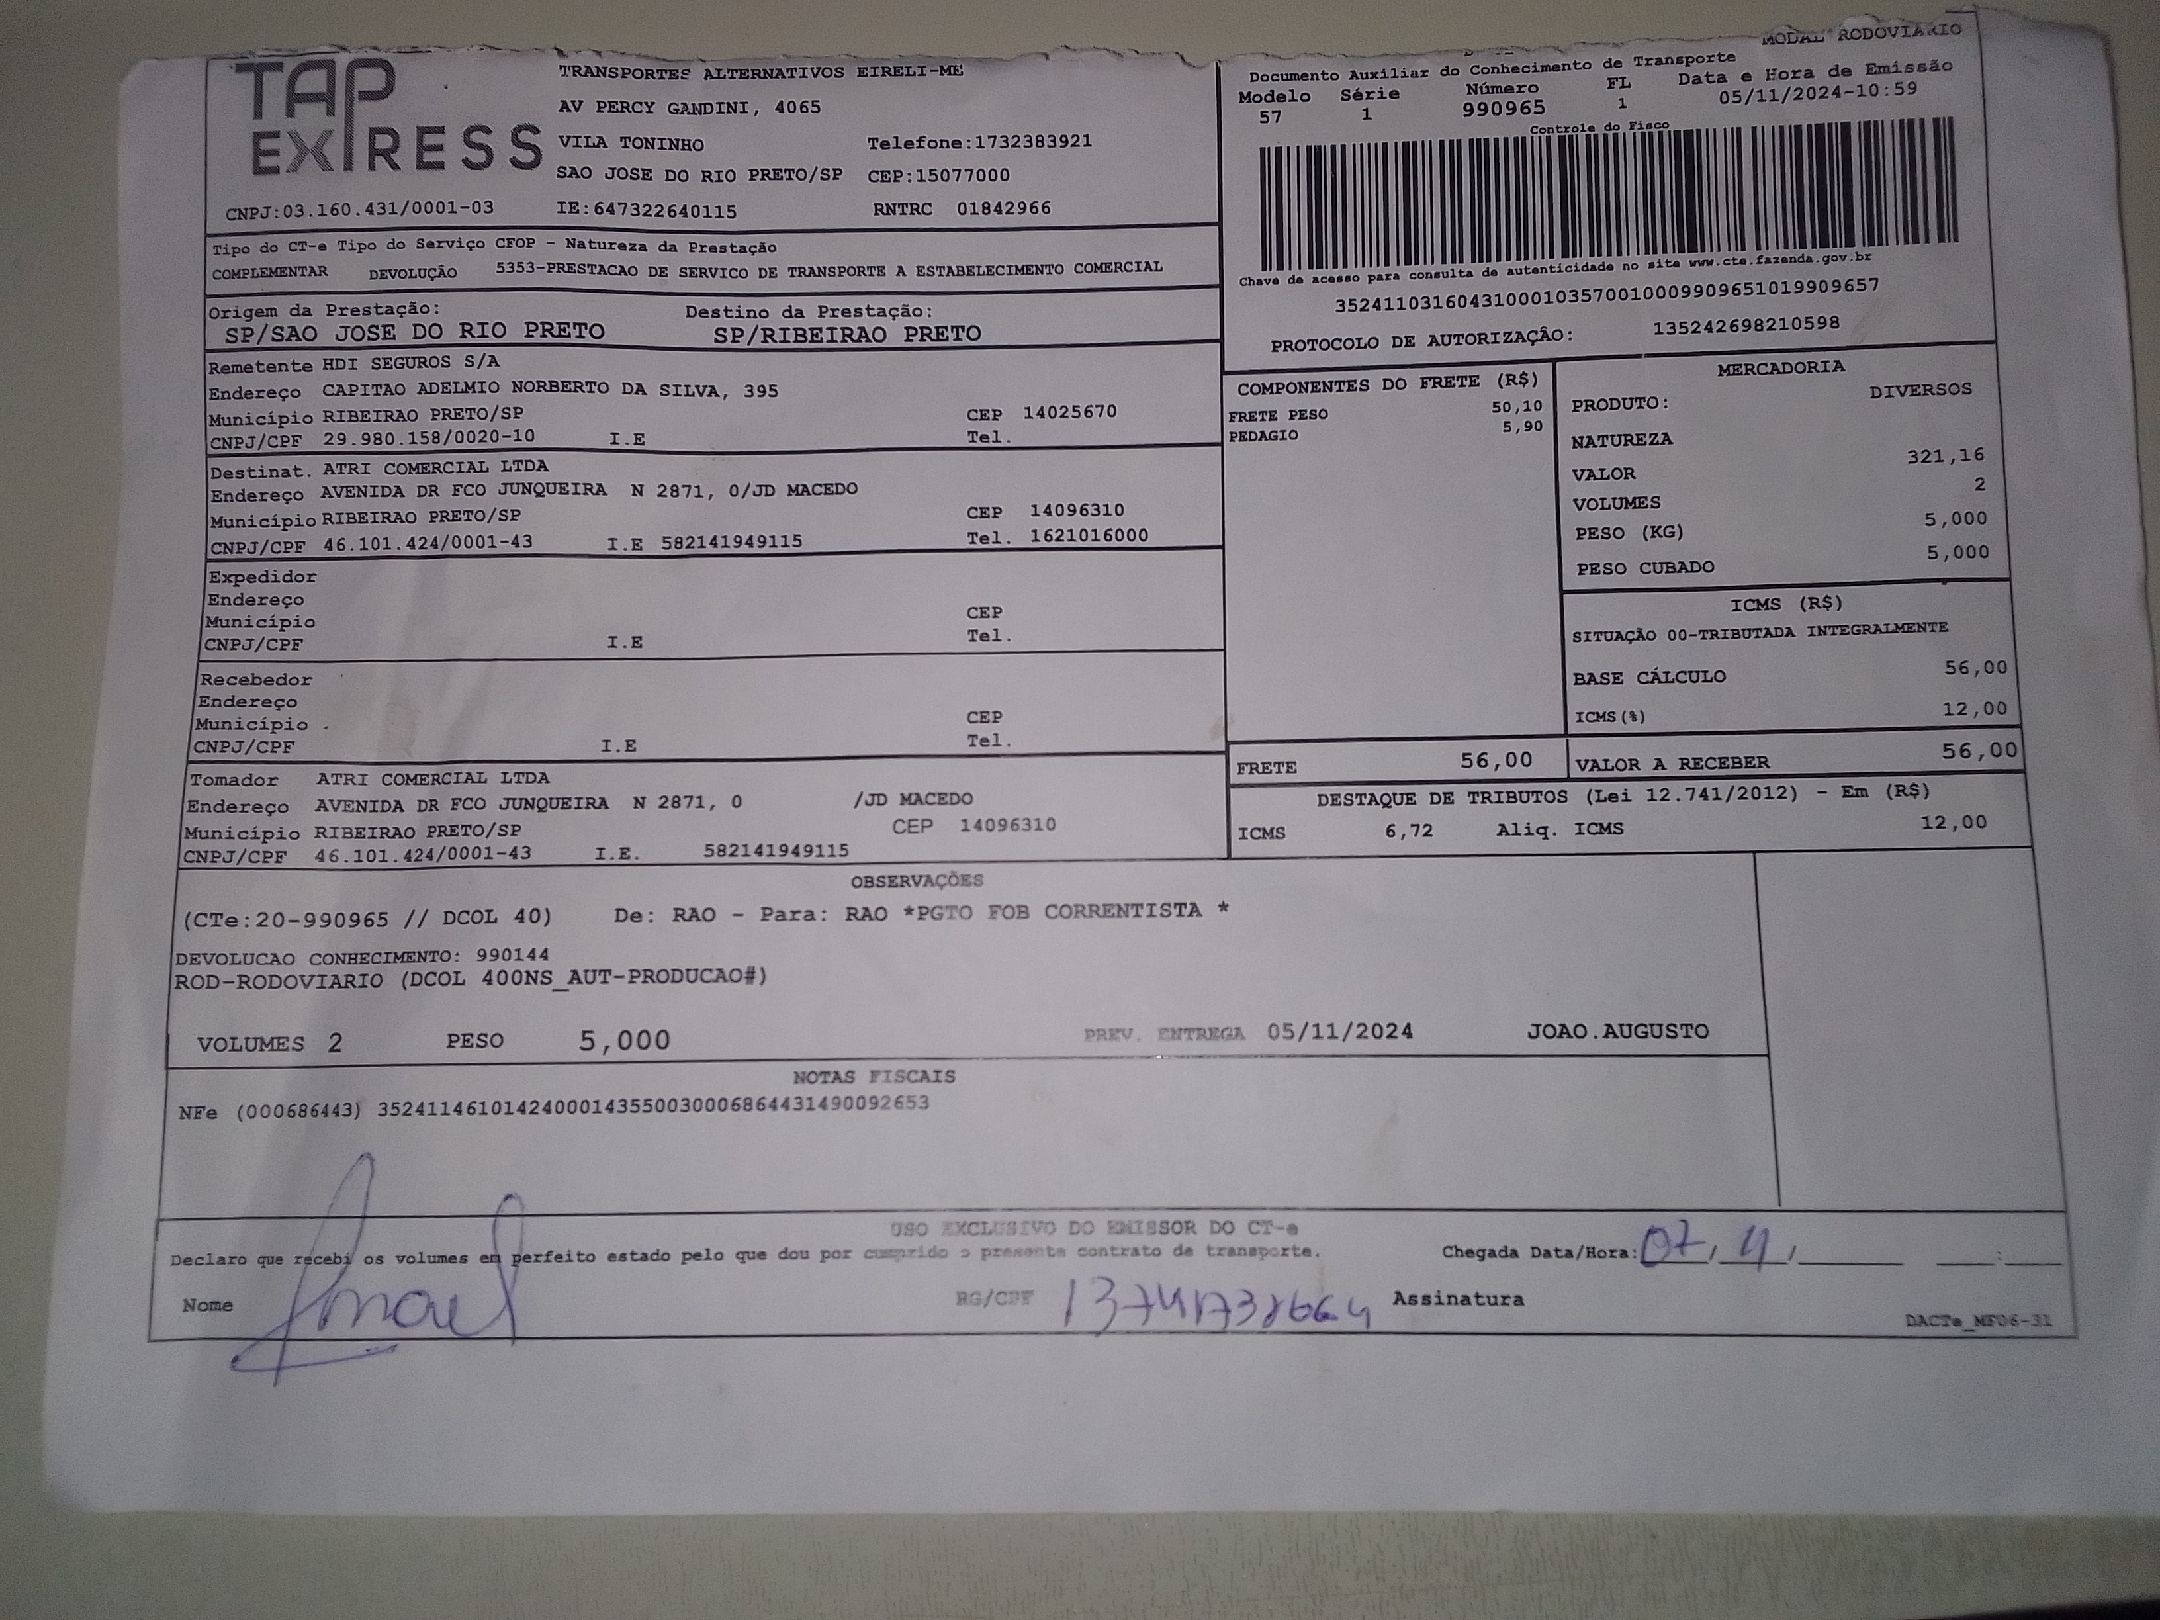 TAP EXPRESS
TRANSPORTES ALTERNATIVOS EIRELI-ME
AV PERCY GANDINI, 4065
VILA TONINHO Telefone:1732383921
SAO JOSE DO RIO PRETO/SP CEP:15077000
CNPJ:03.160.431/0001-03 IE:647322640115 RNTRC 01842966
MODAL RODOVIARIO
Documento Auxiliar do Conhecimento de Transporte
Modelo Série Número FL Data e Hora de Emissão
57 1 990965 1 05/11/2024-10:59
Controle do Fisco
Chave de acesso para consulta de autenticidade no site www.cte.fazenda.gov.br
35241103160431000103570010009909651019909657
PROTOCOLO DE AUTORIZAÇÃO: 135242698210598
Tipo do CT-e Tipo do Serviço CFOP - Natureza da Prestação
COMPLEMENTAR DEVOLUÇÃO 5353-PRESTACAO DE SERVICO DE TRANSPORTE A ESTABELECIMENTO COMERCIAL
Origem da Prestação: Destino da Prestação:
SP/SAO JOSE DO RIO PRETO SP/RIBEIRAO PRETO
Remetente HDI SEGUROS S/A
Endereço CAPITAO ADELMIO NORBERTO DA SILVA, 395
Município RIBEIRAO PRETO/SP CEP 14025670
CNPJ/CPF 29.980.158/0020-10 I.E Tel.
Destinat. ATRI COMERCIAL LTDA
Endereço AVENIDA DR FCO JUNQUEIRA N 2871, 0/JD MACEDO
Município RIBEIRAO PRETO/SP CEP 14096310
CNPJ/CPF 46.101.424/0001-43 I.E 582141949115 Tel. 1621016000
Expedidor
Endereço
Município CEP
CNPJ/CPF I.E Tel.
Recebedor
Endereço
Município CEP
CNPJ/CPF I.E Tel.
Tomador ATRI COMERCIAL LTDA
Endereço AVENIDA DR FCO JUNQUEIRA N 2871, 0 /JD MACEDO
Município RIBEIRAO PRETO/SP CEP 14096310
CNPJ/CPF 46.101.424/0001-43 I.E. 582141949115
COMPONENTES DO FRETE (R$)
FRETE PESO 50,10
PEDAGIO 5,90
MERCADORIA
PRODUTO: DIVERSOS
NATUREZA
VALOR 321,16
VOLUMES 2
PESO (KG) 5,000
PESO CUBADO 5,000
ICMS (R$)
SITUAÇÃO 00-TRIBUTADA INTEGRALMENTE
BASE CÁLCULO 56,00
ICMS(%) 12,00
FRETE 56,00 VALOR A RECEBER 56,00
DESTAQUE DE TRIBUTOS (Lei 12.741/2012) - Em (R$)
ICMS 6,72 Aliq. ICMS 12,00
OBSERVAÇÕES
(CTe:20-990965 // DCOL 40) De: RAO - Para: RAO *PGTO FOB CORRENTISTA *
DEVOLUCAO CONHECIMENTO: 990144
ROD-RODOVIARIO (DCOL 400NS_AUT-PRODUCAO#)
VOLUMES 2 PESO 5,000 PREV. ENTREGA 05/11/2024 JOAO.AUGUSTO
NOTAS FISCAIS
NFe (000686443) 35241146101424000143550030006864431490092653
USO EXCLUSIVO DO EMISSOR DO CT-e
Declaro que recebi os volumes em perfeito estado pelo que dou por cumprido o presente contrato de transporte. Chegada Data/Hora: 07/11/
Nome RG/CPF Assinatura
DACTe_MF06-31